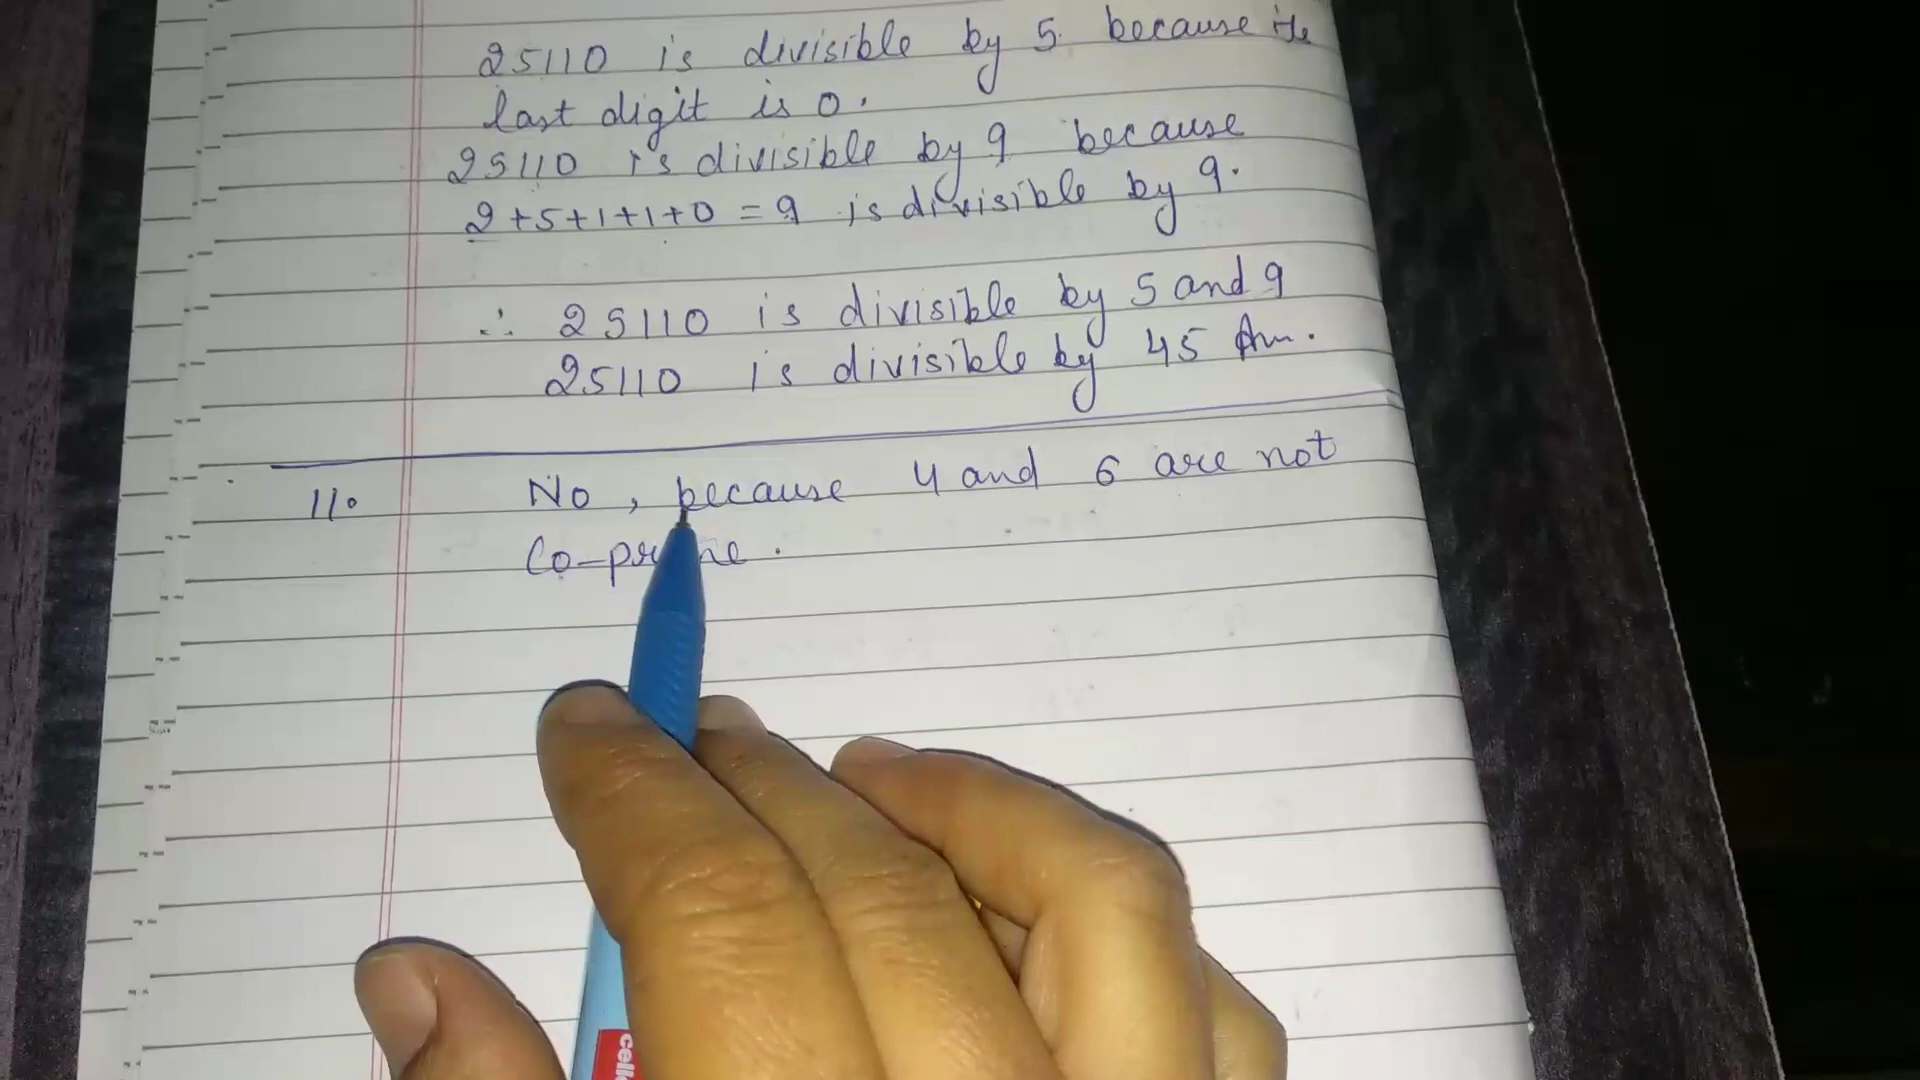 25110 is divisible by 5 because its
last digit is 0.
25110 is divisible by 9 because
2+5+1+1+0 = 9 is divisible by 9.
∴ 25110 is divisible by 5 and 9
25110 is divisible by 45 Ans.
11. No, because 4 and 6 are not
Co-prime.
cell